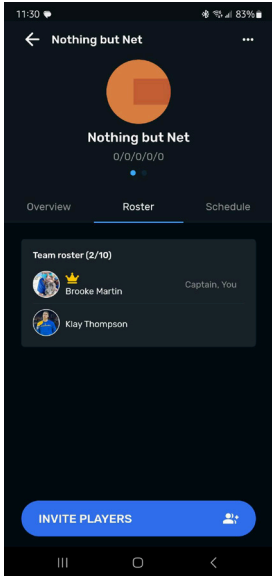 11:30
83%
Nothing but Net
Nothing but Net
0/0/0/0/0
Overview
Roster
Schedule
Team roster (2/10)
Brooke Martin
Captain, You
Klay Thompson
INVITE PLAYERS